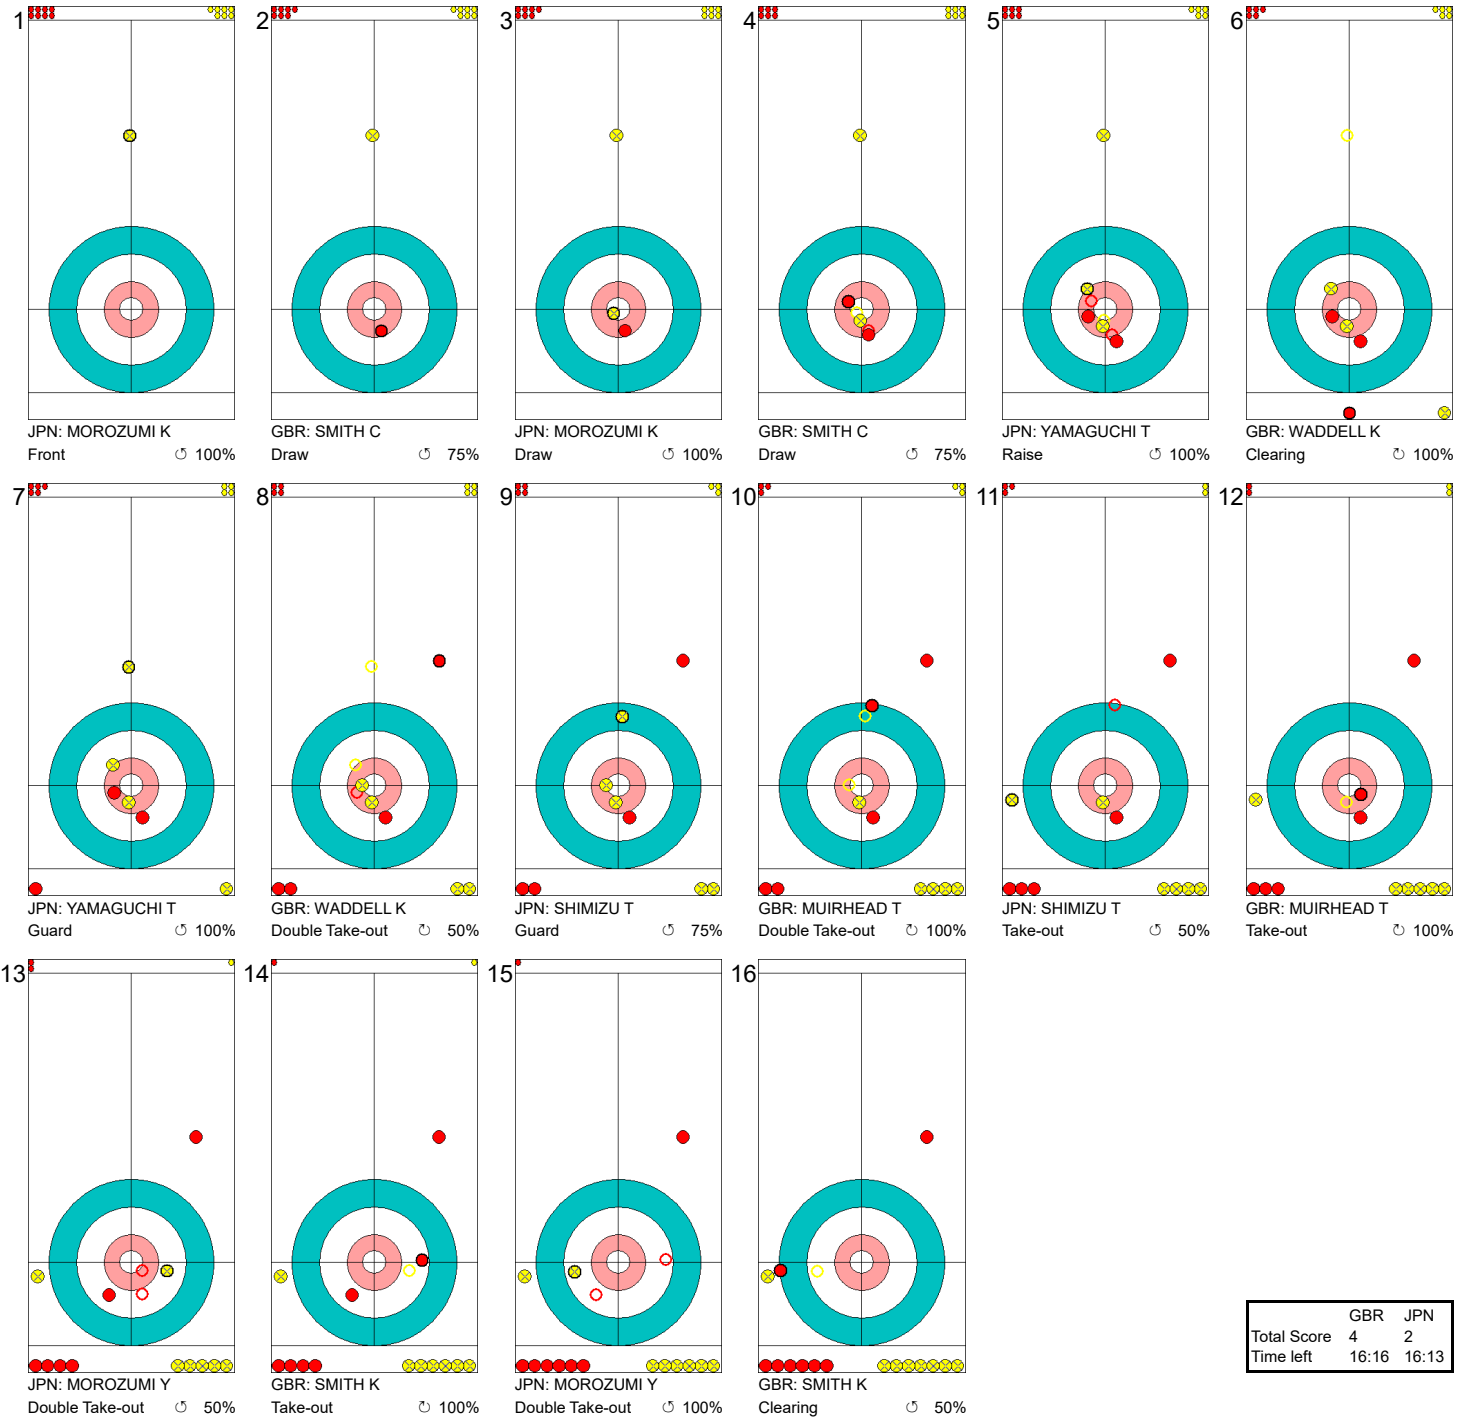 1
2
3
4
5
6
JPN: MOROZUMI K
Front ↺ 100%
GBR: SMITH C
Draw ↺ 75%
JPN: MOROZUMI K
Draw ↺ 100%
GBR: SMITH C
Draw ↺ 75%
JPN: YAMAGUCHI T
Raise ↺ 100%
GBR: WADDELL K
Clearing ↻ 100%
7
8
9
10
11
12
JPN: YAMAGUCHI T
Guard ↺ 100%
GBR: WADDELL K
Double Take-out ↻ 50%
JPN: SHIMIZU T
Guard ↺ 75%
GBR: MUIRHEAD T
Double Take-out ↻ 100%
JPN: SHIMIZU T
Take-out ↺ 50%
GBR: MUIRHEAD T
Take-out ↻ 100%
13
14
15
16
JPN: MOROZUMI Y
Double Take-out ↺ 50%
GBR: SMITH K
Take-out ↻ 100%
JPN: MOROZUMI Y
Double Take-out ↺ 100%
GBR: SMITH K
Clearing ↺ 50%
GBR JPN
Total Score 4 2
Time left 16:16 16:13